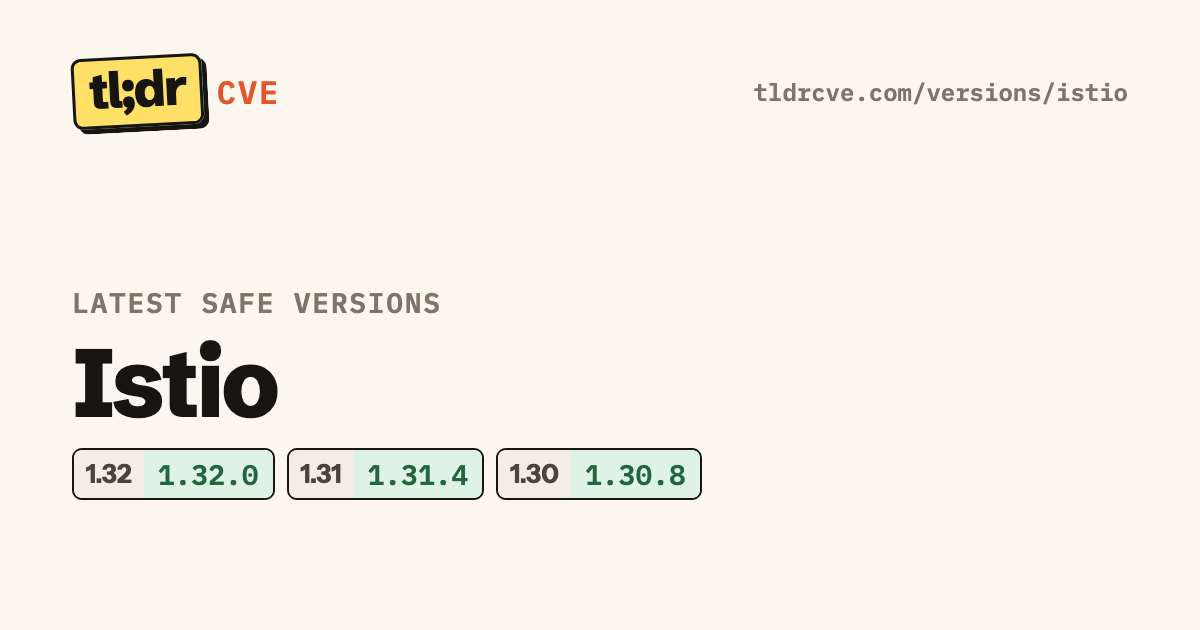 tl;dr CVE
tldrcve.com/versions/istio
LATEST SAFE VERSIONS
Istio
1.32 1.32.0 1.31 1.31.4 1.30 1.30.8